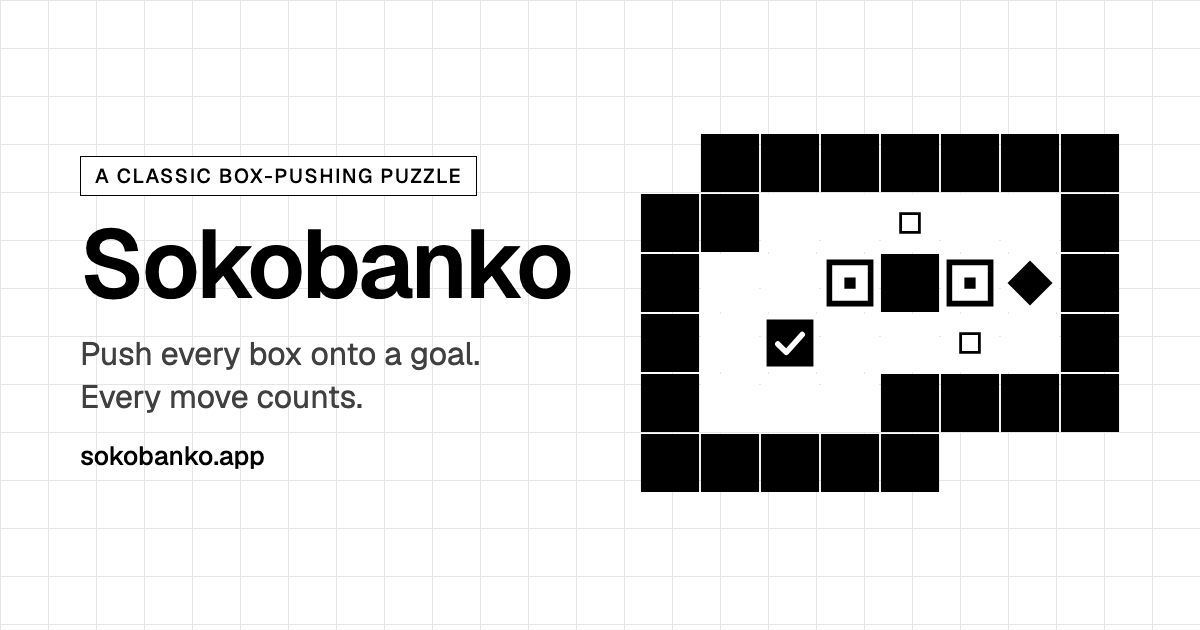 A CLASSIC BOX-PUSHING PUZZLE
Sokobanko
Push every box onto a goal.
Every move counts.
sokobanko.app